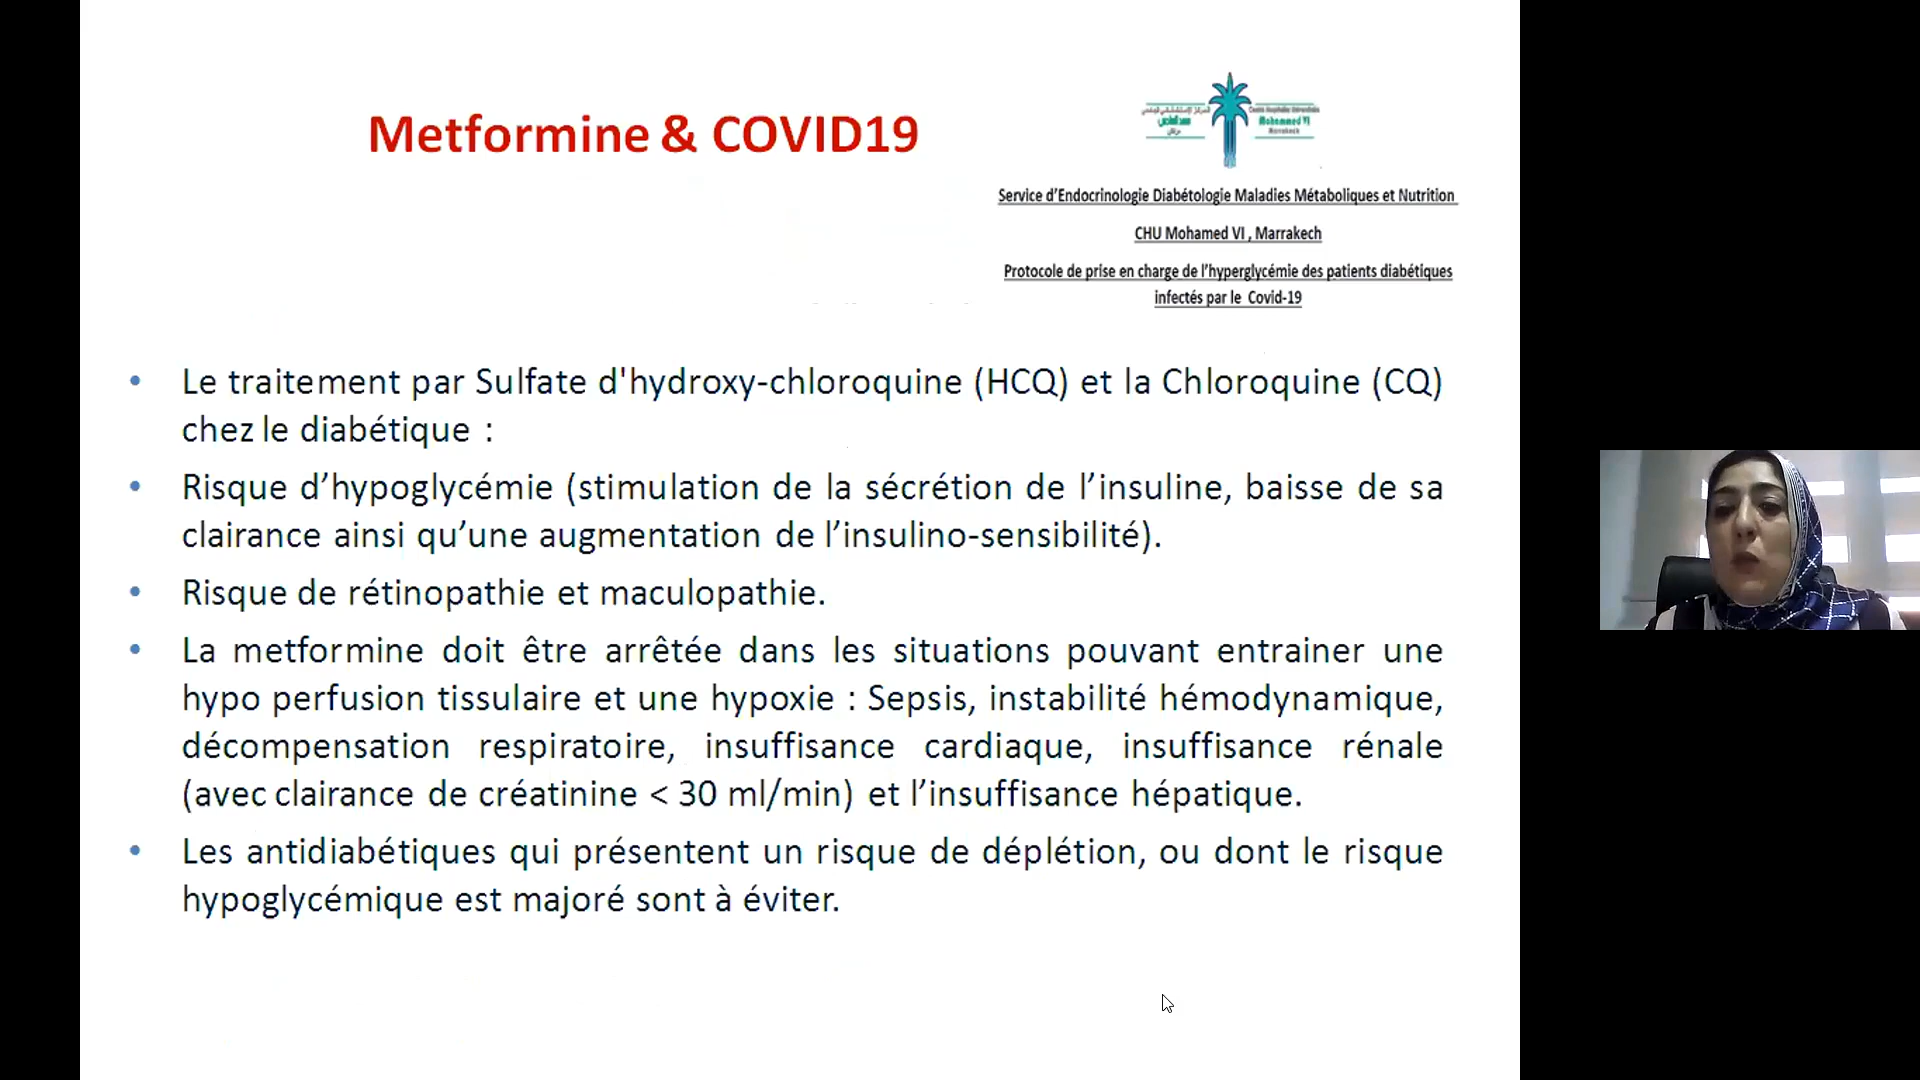 Metformine & COVID19
Mohammed VI
Marrakech
Service d’Endocrinologie Diabétologie Maladies Métaboliques et Nutrition
CHU Mohamed VI , Marrakech
Protocole de prise en charge de l’hyperglycémie des patients diabétiques
infectés par le Covid-19
• Le traitement par Sulfate d'hydroxy-chloroquine (HCQ) et la Chloroquine (CQ)
chez le diabétique :
• Risque d’hypoglycémie (stimulation de la sécrétion de l’insuline, baisse de sa
clairance ainsi qu’une augmentation de l’insulino-sensibilité).
• Risque de rétinopathie et maculopathie.
• La metformine doit être arrêtée dans les situations pouvant entrainer une
hypo perfusion tissulaire et une hypoxie : Sepsis, instabilité hémodynamique,
décompensation respiratoire, insuffisance cardiaque, insuffisance rénale
(avec clairance de créatinine < 30 ml/min) et l’insuffisance hépatique.
• Les antidiabétiques qui présentent un risque de déplétion, ou dont le risque
hypoglycémique est majoré sont à éviter.